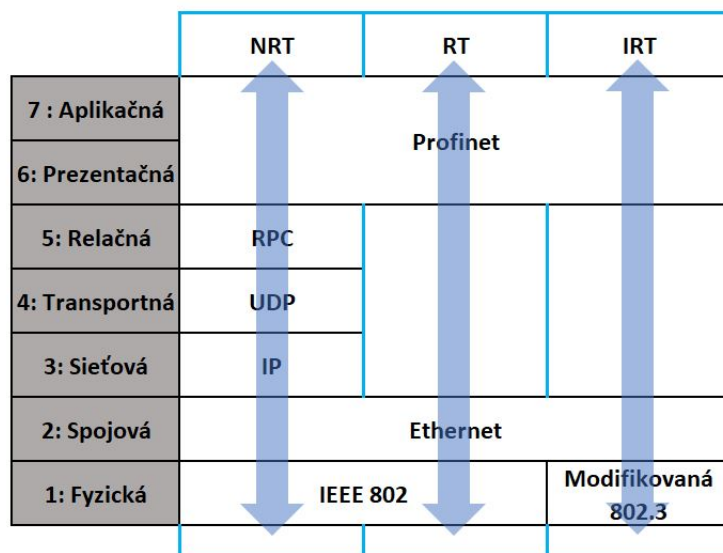 NRT RT IRT
7 : Aplikačná
Profinet
6: Prezentačná
5: Relačná RPC
4: Transportná UDP
3: Sieťová IP
2: Spojová Ethernet
1: Fyzická IEEE 802 Modifikovaná
802.3